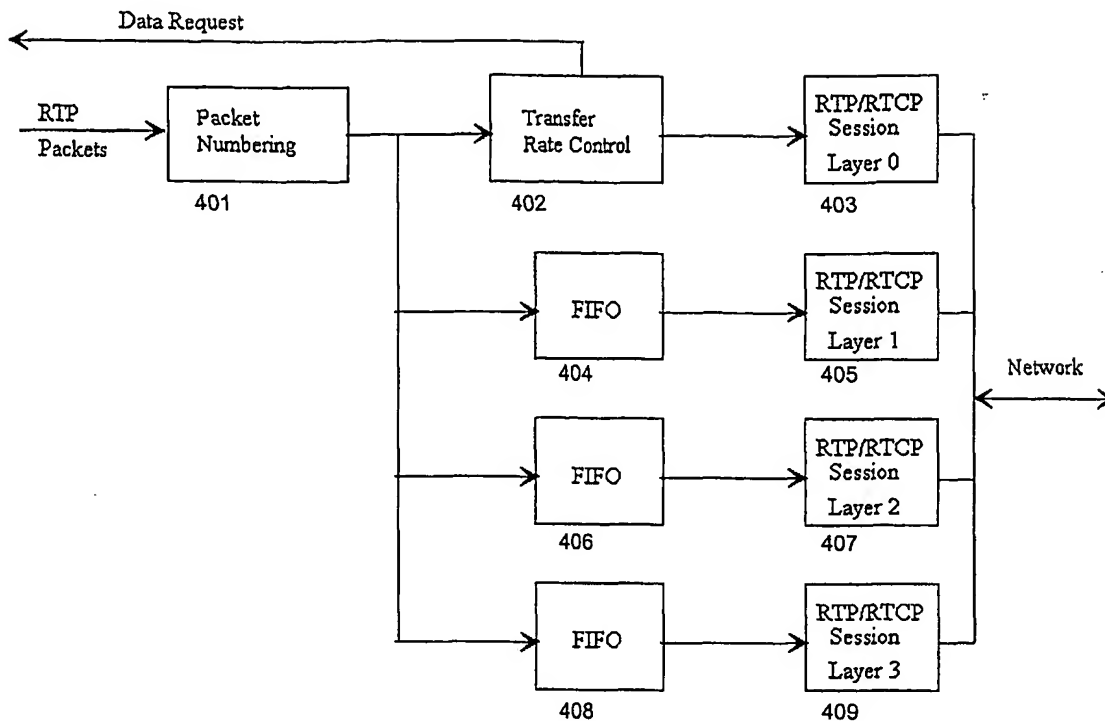 Data Request
RTP
Packets
Packet
Numbering
401
Transfer
Rate Control
402
RTP/RTCP
Session
Layer 0
403
FIFO
404
RTP/RTCP
Session
Layer 1
405
Network
FIFO
406
RTP/RTCP
Session
Layer 2
407
FIFO
408
RTP/RTCP
Session
Layer 3
409